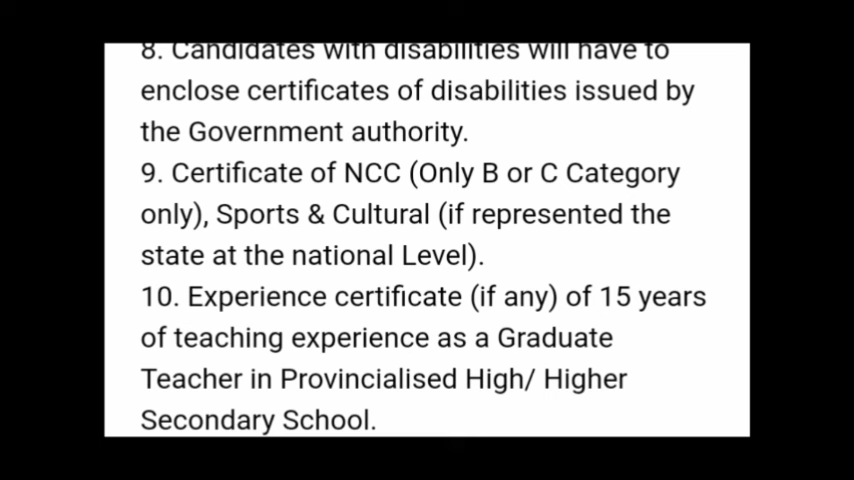 8. Candidates with disabilities will have to
enclose certificates of disabilities issued by
the Government authority.
9. Certificate of NCC (Only B or C Category
only), Sports & Cultural (if represented the
state at the national Level).
10. Experience certificate (if any) of 15 years
of teaching experience as a Graduate
Teacher in Provincialised High/ Higher
Secondary School.